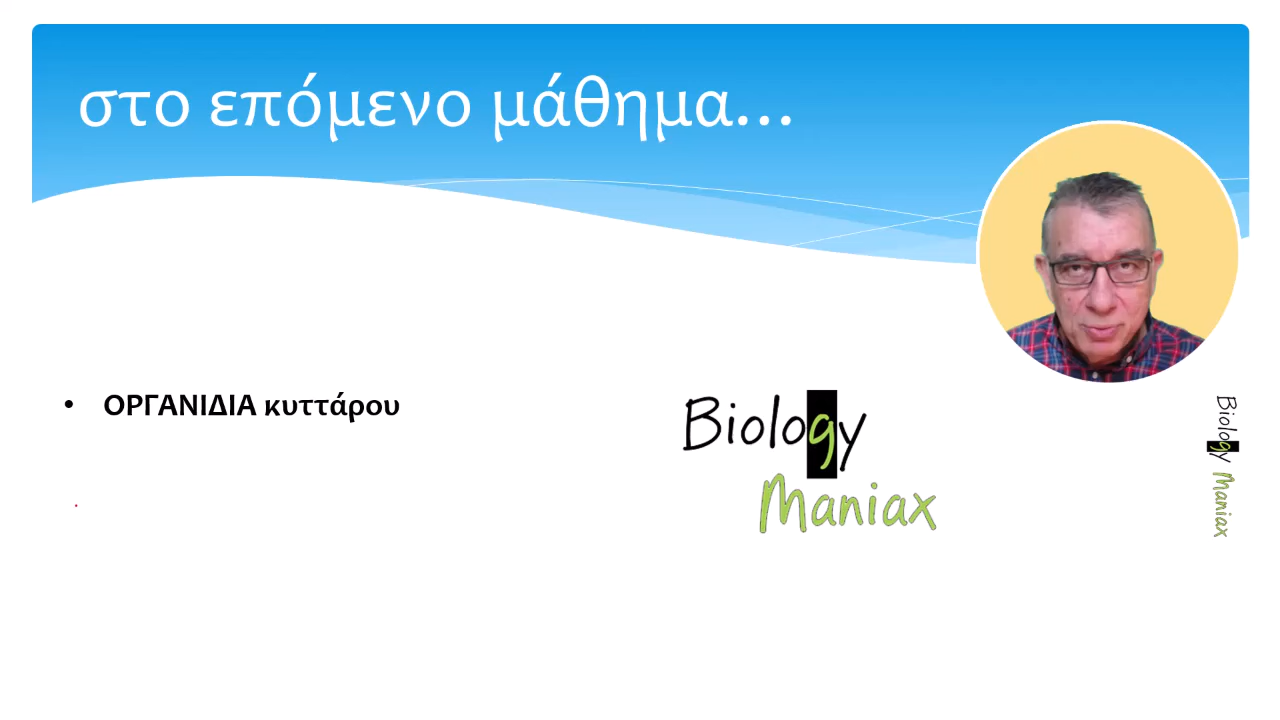 στο επόμενο μάθημα...
• ΟΡΓΑΝΙΔΙΑ κυττάρου
Biology
Maniax
Biology Maniax